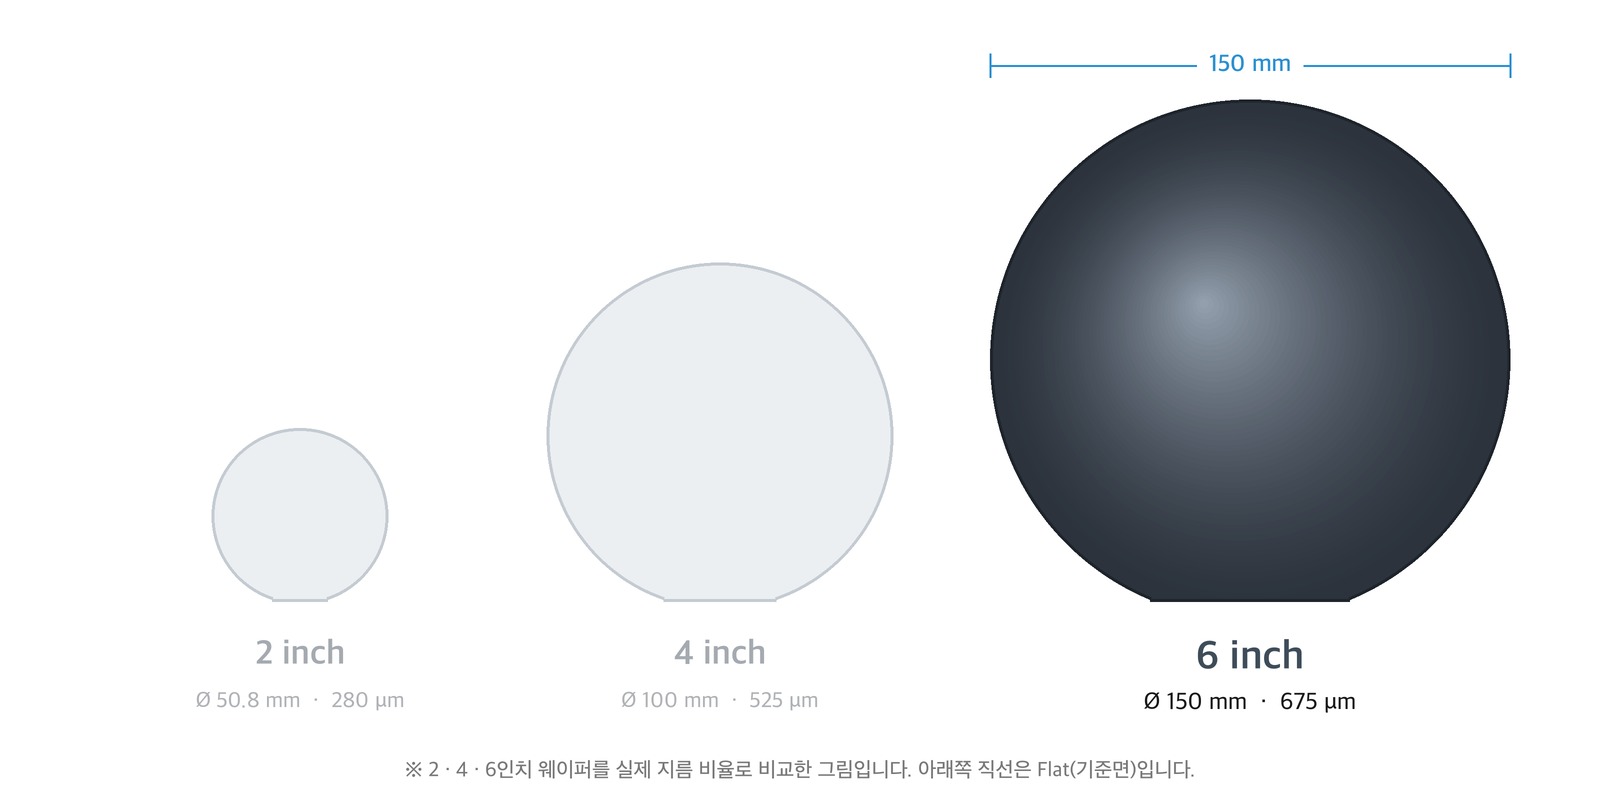 150 mm
2 inch
Ø 50.8 mm · 280 µm
4 inch
Ø 100 mm · 525 µm
6 inch
Ø 150 mm · 675 µm
※ 2 · 4 · 6인치 웨이퍼를 실제 지름 비율로 비교한 그림입니다. 아래쪽 직선은 Flat(기준면)입니다.